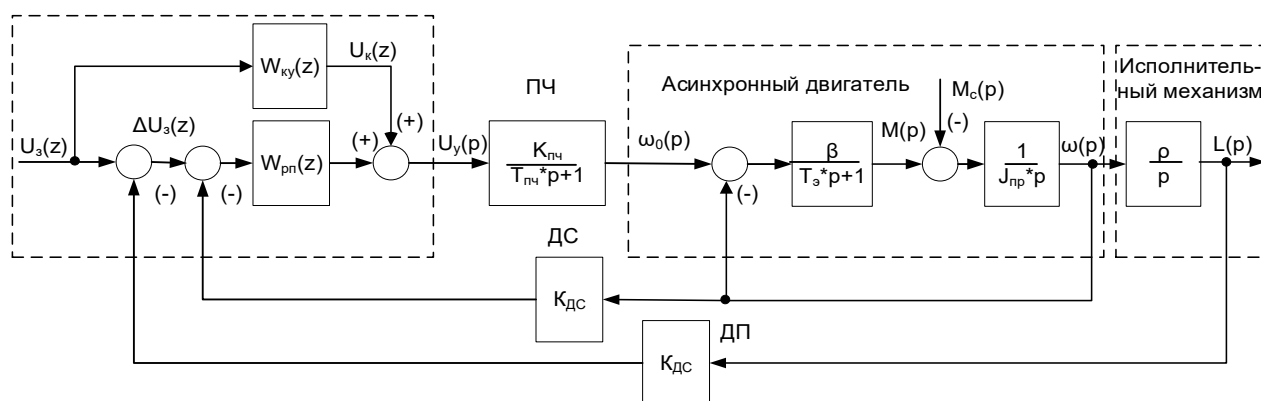 Uз(z)
Wку(z)
Uк(z)
ΔUз(z)
(-)
(-)
Wрп(z)
(+)
(+)
Uу(p)
ПЧ
Kпч
Tпч*p+1
ω₀(p)
Асинхронный двигатель
(-)
β
Tэ*p+1
M(p)
Mс(p)
(-)
1
Jпр*p
ω(p)
Исполнитель-
ный механизм
ρ
p
L(p)
ДС
KДС
ДП
KДС